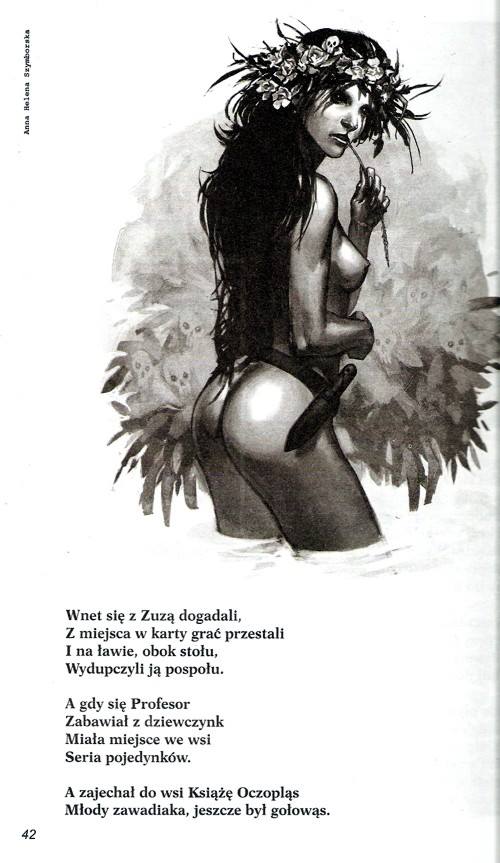 Anna Helena Szymborska
Wnet się z Zuzą dogadali,
Z miejsca w karty grać przestali
I na ławie, obok stołu,
Wydupczyli ją pospołu.
A gdy się Profesor
Zabawiał z dziewczynk
Miała miejsce we wsi
Seria pojedynków.
A zajechał do wsi Książę Oczopląs
Młody zawadiaka, jeszcze był gołowąs.
42